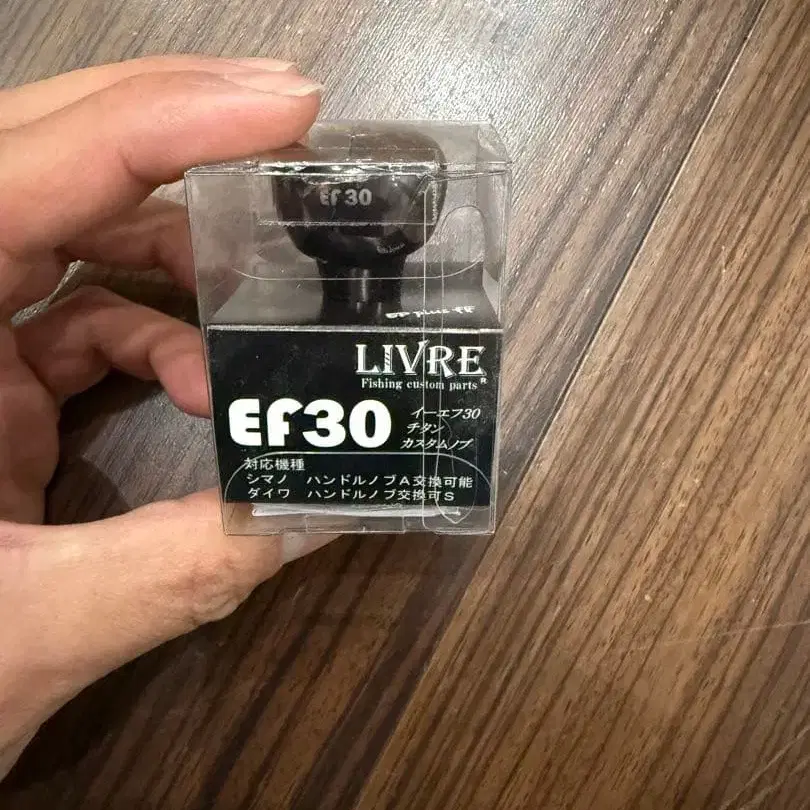 EF30
LIVRE
Fishing custom parts
EF30
イーエフ30
チタン
カスタムノブ
対応機種
シマノ ハンドルノブA交換可能
ダイワ ハンドルノブ交換可S